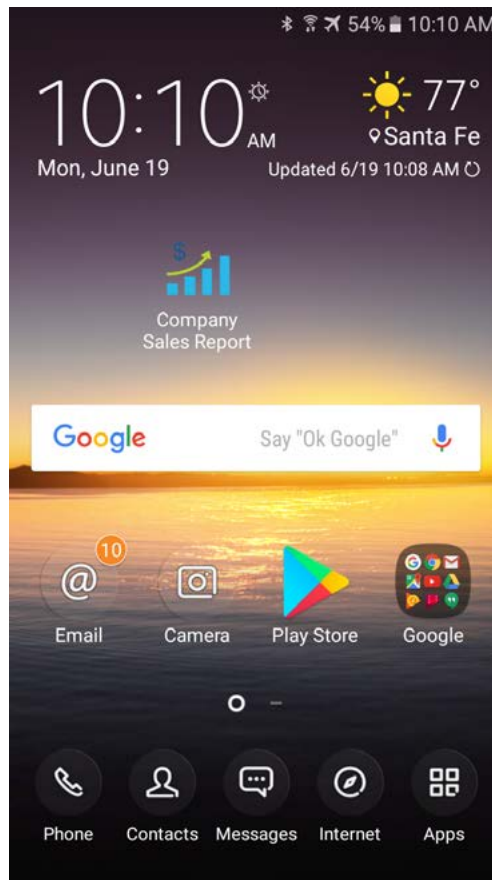 54% 10:10 AM
10:10 AM
77°
Santa Fe
Mon, June 19
Updated 6/19 10:08 AM
$
Company
Sales Report
Google
Say "Ok Google"
10
@
Email
Camera
Play Store
Google
Phone
Contacts
Messages
Internet
Apps